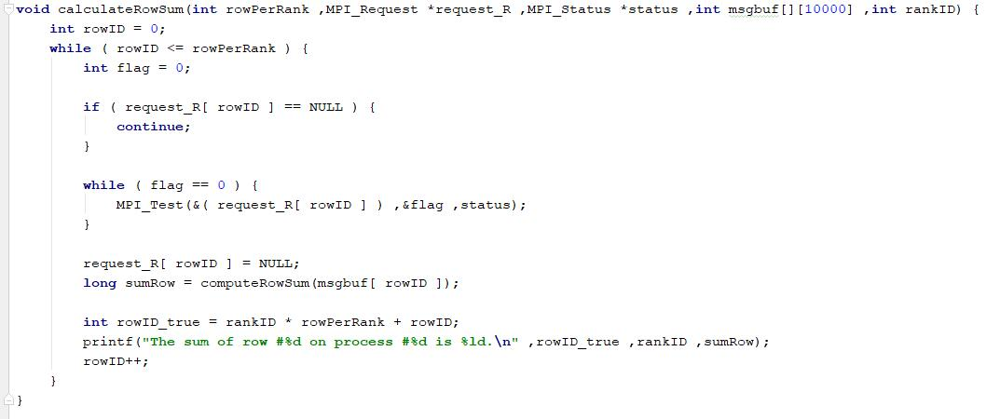 void calculateRowSum(int rowPerRank ,MPI_Request *request_R ,MPI_Status *status ,int msgbuf[][10000] ,int rankID) {
    int rowID = 0;
    while ( rowID <= rowPerRank ) {
        int flag = 0;

        if ( request_R[ rowID ] == NULL ) {
            continue;
        }

        while ( flag == 0 ) {
            MPI_Test(&( request_R[ rowID ] ) ,&flag ,status);
        }

        request_R[ rowID ] = NULL;
        long sumRow = computeRowSum(msgbuf[ rowID ]);

        int rowID_true = rankID * rowPerRank + rowID;
        printf("The sum of row #%d on process #%d is %ld.\n" ,rowID_true ,rankID ,sumRow);
        rowID++;
    }
}